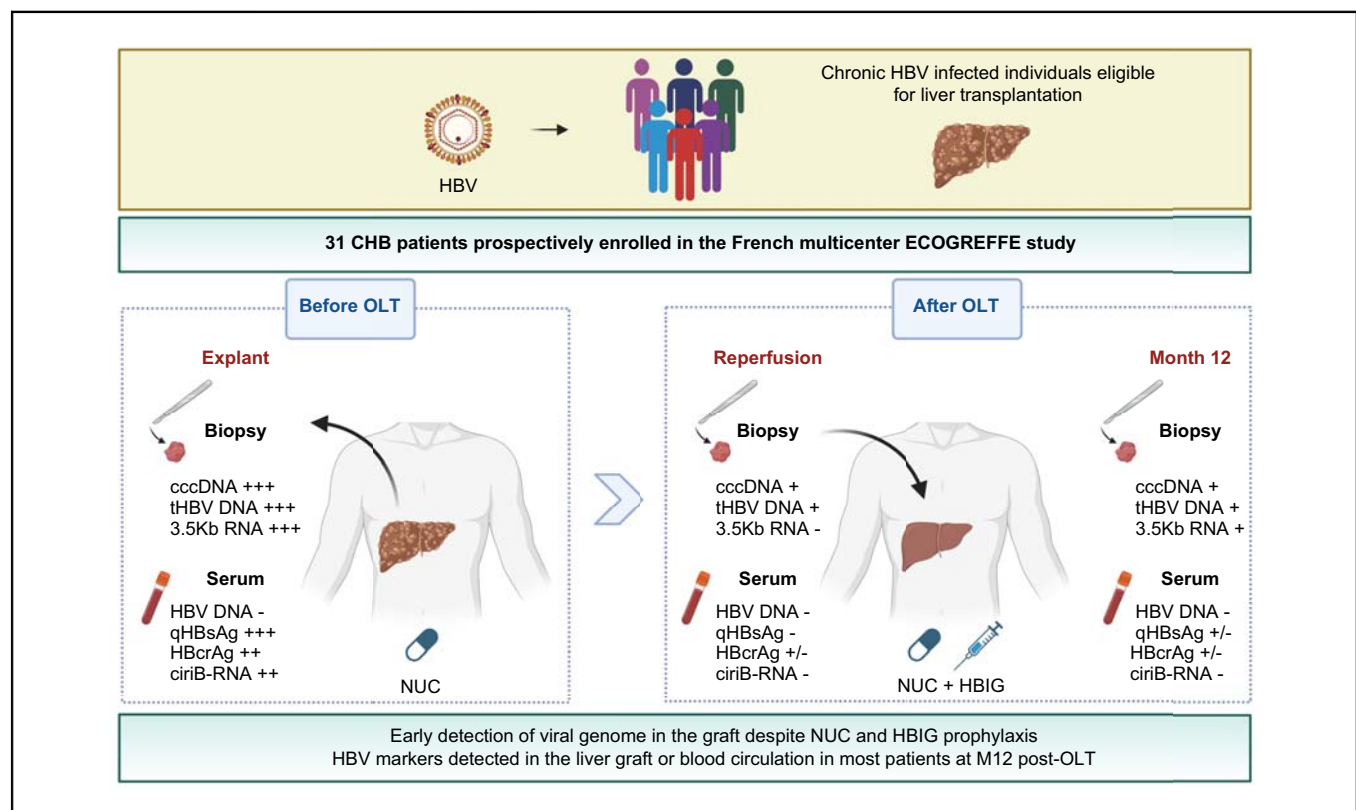 Chronic HBV infected individuals eligible
for liver transplantation
HBV
31 CHB patients prospectively enrolled in the French multicenter ECOGREFFE study
Before OLT
Explant
Biopsy
cccDNA +++
tHBV DNA +++
3.5Kb RNA +++
Serum
HBV DNA -
qHBsAg +++
HBcrAg ++
ciriB-RNA ++
NUC
After OLT
Reperfusion
Biopsy
cccDNA +
tHBV DNA +
3.5Kb RNA -
Serum
HBV DNA -
qHBsAg -
HBcrAg +/-
ciriB-RNA -
NUC + HBIG
Month 12
Biopsy
cccDNA +
tHBV DNA +
3.5Kb RNA +
Serum
HBV DNA -
qHBsAg +/-
HBcrAg +/-
ciriB-RNA -
Early detection of viral genome in the graft despite NUC and HBIG prophylaxis
HBV markers detected in the liver graft or blood circulation in most patients at M12 post-OLT